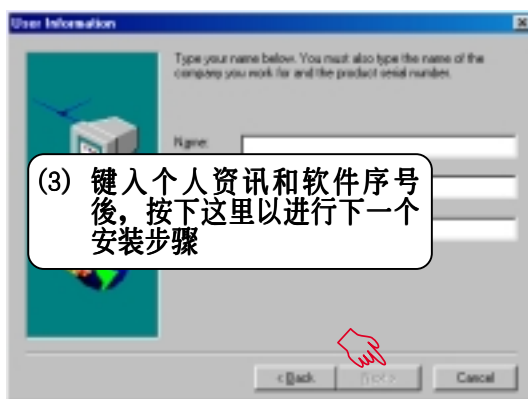 User Information
Type your name below. You must also type the name of the
company you work for and the product serial number.
Name:
(3) 键入个人资讯和软件序号
後，按下这里以进行下一个
安装步骤
< Back
Next >
Cancel